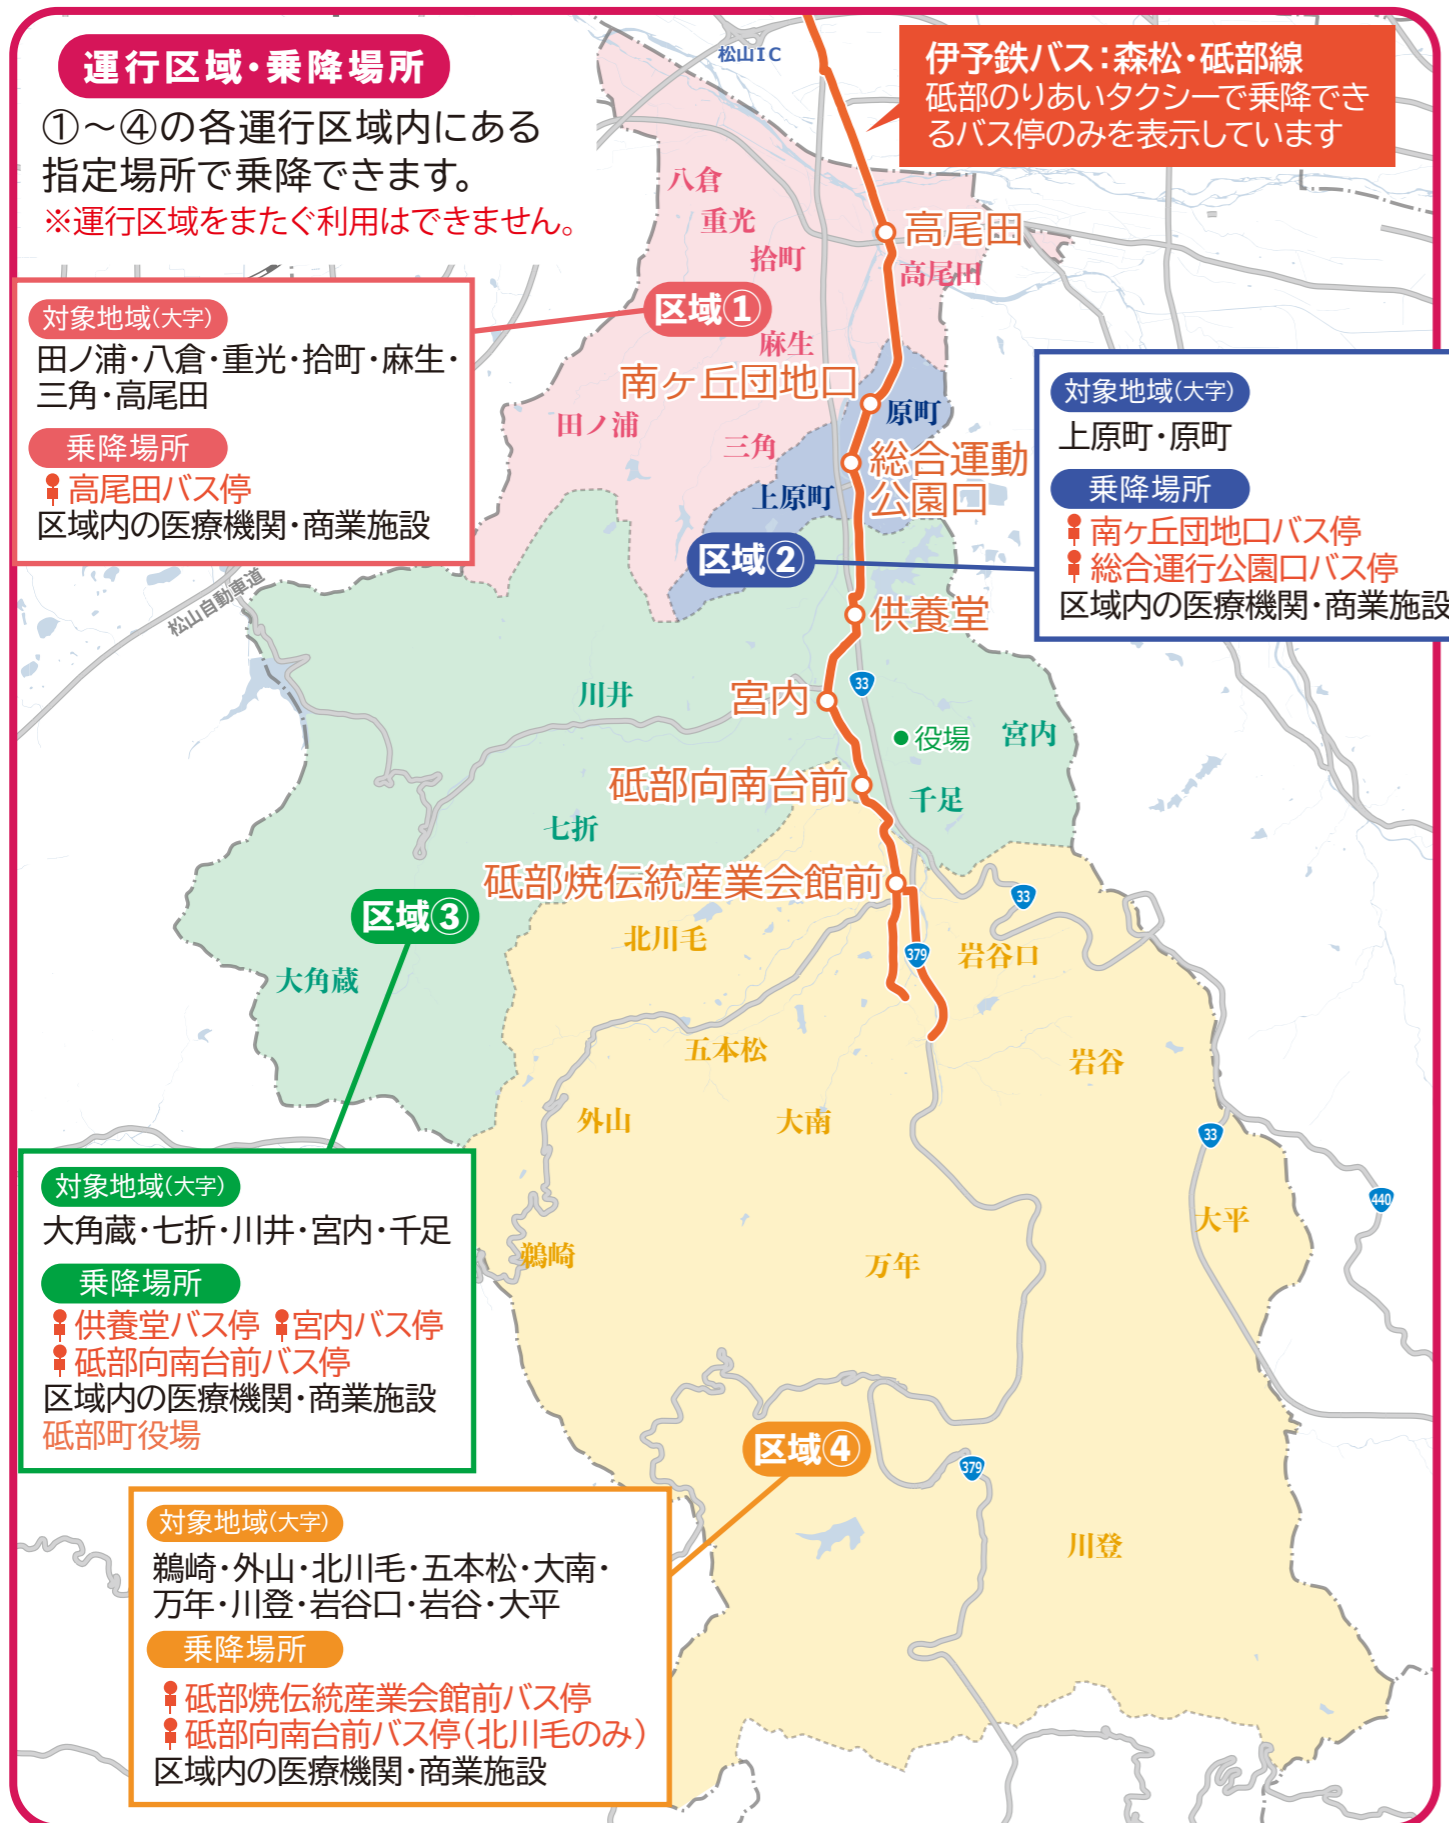 運行区域・乗降場所
①～④の各運行区域内にある
指定場所で乗降できます。
※運行区域をまたぐ利用はできません。
松山IC
伊予鉄バス：森松・砥部線
砥部のりあいタクシーで乗降でき
るバス停のみを表示しています
八倉
重光
拾町
高尾田
高尾田
区域①
麻生
南ヶ丘団地口
原町
田ノ浦
三角
総合運動
公園口
上原町
区域②
対象地域(大字)
田ノ浦・八倉・重光・拾町・麻生・
三角・高尾田
乗降場所
高尾田バス停
区域内の医療機関・商業施設
対象地域(大字)
上原町・原町
乗降場所
南ヶ丘団地口バス停
総合運行公園口バス停
区域内の医療機関・商業施設
松山自動車道
供養堂
川井
宮内
33
役場
宮内
砥部向南台前
千足
七折
砥部焼伝統産業会館前
33
区域③
北川毛
379
岩谷口
大角蔵
五本松
岩谷
外山
大南
33
440
大平
鵜崎
万年
対象地域(大字)
大角蔵・七折・川井・宮内・千足
乗降場所
供養堂バス停 宮内バス停
砥部向南台前バス停
区域内の医療機関・商業施設
砥部町役場
区域④
379
川登
対象地域(大字)
鵜崎・外山・北川毛・五本松・大南・
万年・川登・岩谷口・岩谷・大平
乗降場所
砥部焼伝統産業会館前バス停
砥部向南台前バス停（北川毛のみ）
区域内の医療機関・商業施設